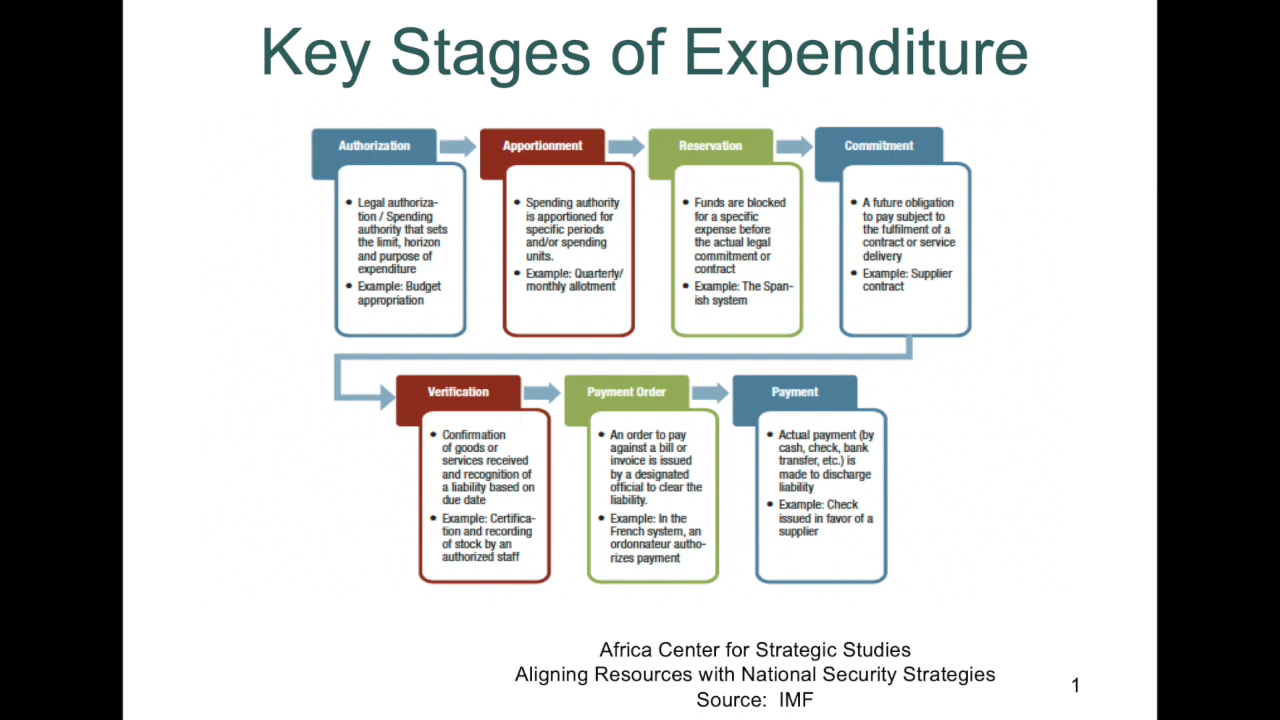 Key Stages of Expenditure
Authorization
• Legal authoriza-
tion / Spending
authority that sets
the limit, horizon
and purpose of
expenditure
• Example: Budget
appropriation
Apportionment
• Spending authority
is apportioned for
specific periods
and/or spending
units.
• Example: Quarterly/
monthly allotment
Reservation
• Funds are blocked
for a specific
expense before
the actual legal
commitment or
contract
• Example: The Span-
ish system
Commitment
• A future obligation
to pay subject to
the fulfilment of a
contract or service
delivery
• Example: Supplier
contract
Verification
• Confirmation
of goods or
services received
and recognition of
a liability based on
due date
• Example: Certifica-
tion and recording
of stock by an
authorized staff
Payment Order
• An order to pay
against a bill or
invoice is issued
by a designated
official to clear the
liability.
• Example: In the
French system, an
ordonnateur autho-
rizes payment
Payment
• Actual payment (by
cash, check, bank
transfer, etc.) is
made to discharge
liability
• Example: Check
issued in favor of a
supplier
Africa Center for Strategic Studies
Aligning Resources with National Security Strategies
Source: IMF
1